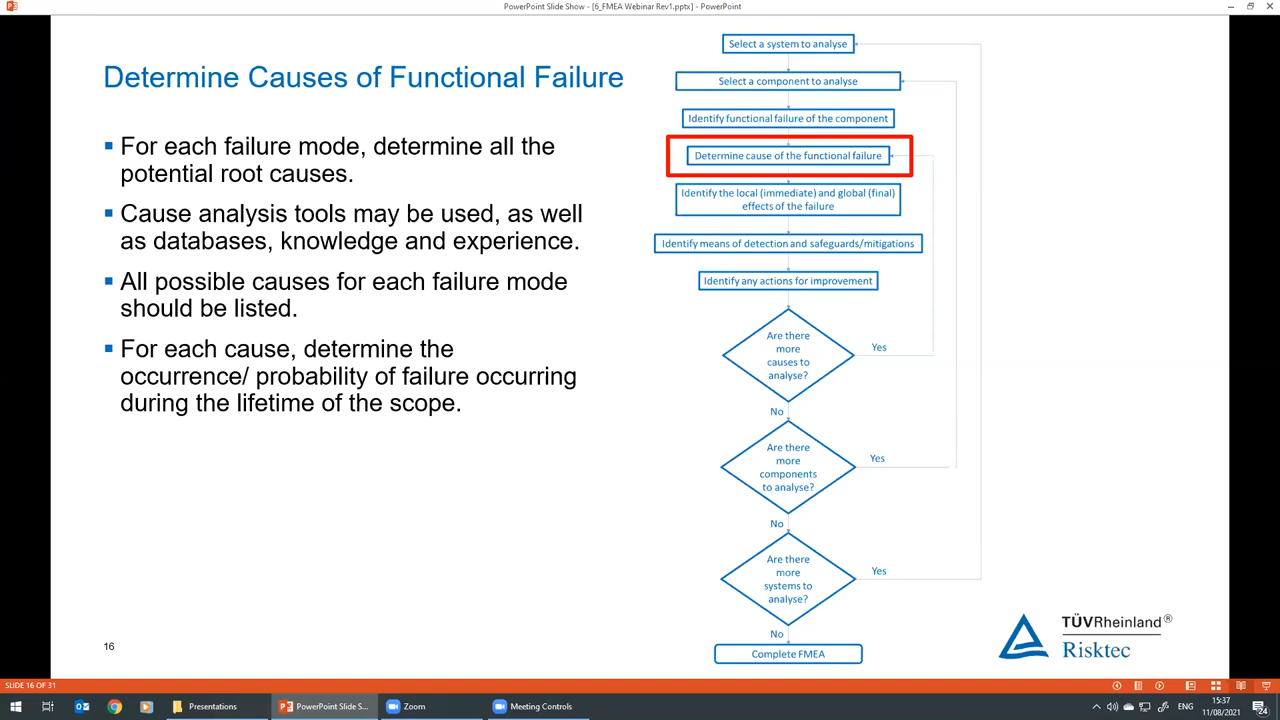 PowerPoint Slide Show - [6_FMEA Webinar Rev1.pptx] - PowerPoint
Determine Causes of Functional Failure
▪ For each failure mode, determine all the
potential root causes.
▪ Cause analysis tools may be used, as well
as databases, knowledge and experience.
▪ All possible causes for each failure mode
should be listed.
▪ For each cause, determine the
occurrence/ probability of failure occurring
during the lifetime of the scope.
Select a system to analyse
Select a component to analyse
Identify functional failure of the component
Determine cause of the functional failure
Identify the local (immediate) and global (final)
effects of the failure
Identify means of detection and safeguards/mitigations
Identify any actions for improvement
Are there
more
causes to
analyse?
Yes
No
Are there
more
components
to analyse?
Yes
No
Are there
more
systems to
analyse?
Yes
No
Complete FMEA
16
TÜVRheinland®
Risktec
SLIDE 16 OF 31
Presentations
PowerPoint Slide S...
Zoom
Meeting Controls
ENG
15:37
11/08/2021
24